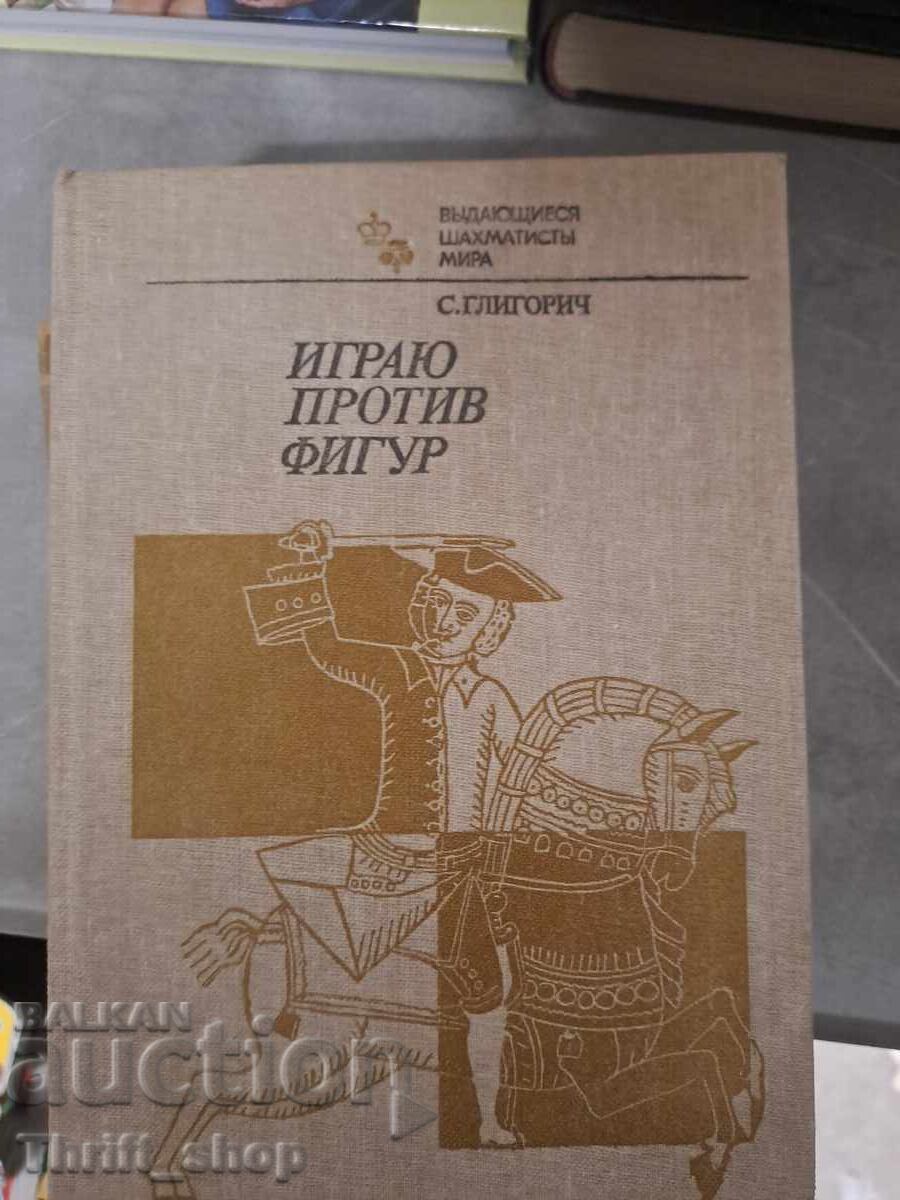 ВЫДАЮЩИЕСЯ
ШАХМАТИСТЫ
МИРА
С.ГЛИГОРИЧ
ИГРАЮ
ПРОТИВ
ФИГУР
BALKAN
auction
Thrift_shop